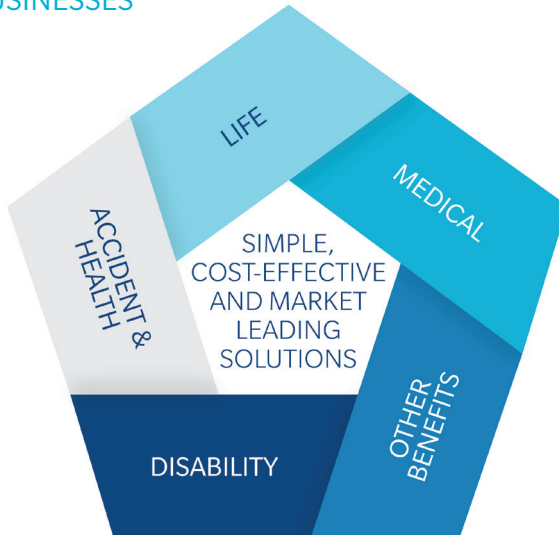 LIFE
MEDICAL
ACCIDENT &
HEALTH
SIMPLE,
COST-EFFECTIVE
AND MARKET
LEADING
SOLUTIONS
OTHER
BENEFITS
DISABILITY